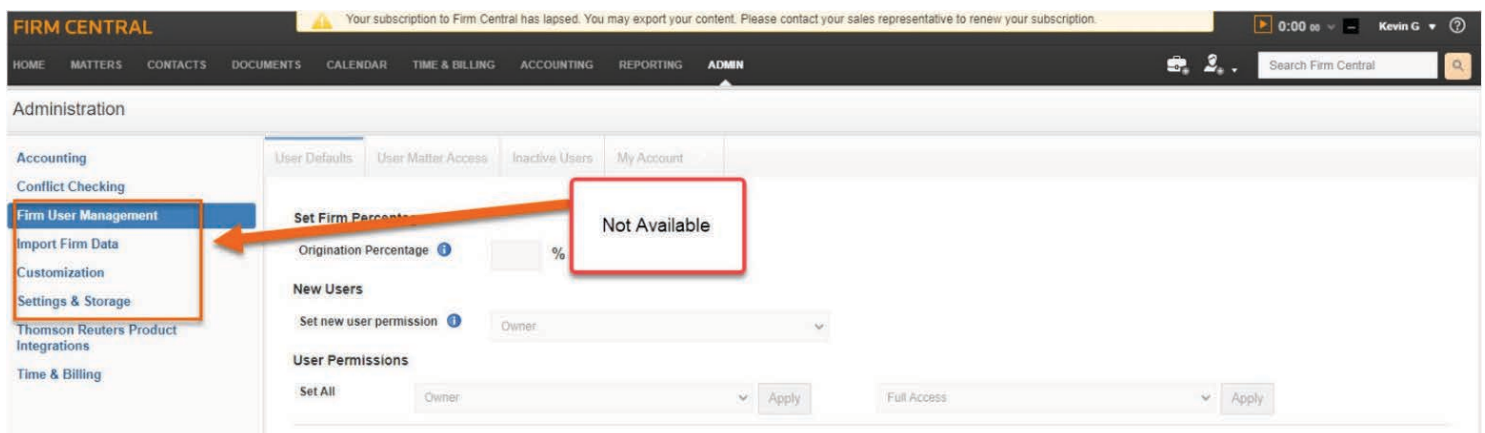 Your subscription to Firm Central has lapsed. You may export your content. Please contact your sales representative to renew your subscription.
FIRM CENTRAL
0:00 00
Kevin G
HOME MATTERS CONTACTS DOCUMENTS CALENDAR TIME & BILLING ACCOUNTING REPORTING ADMIN
Search Firm Central
Administration
Accounting
Conflict Checking
Firm User Management
Import Firm Data
Customization
Settings & Storage
Thomson Reuters Product
Integrations
Time & Billing
User Defaults User Matter Access Inactive Users My Account
Set Firm Percentag
Not Available
Origination Percentage %
New Users
Set new user permission Owner
User Permissions
Set All Owner Apply Full Access Apply